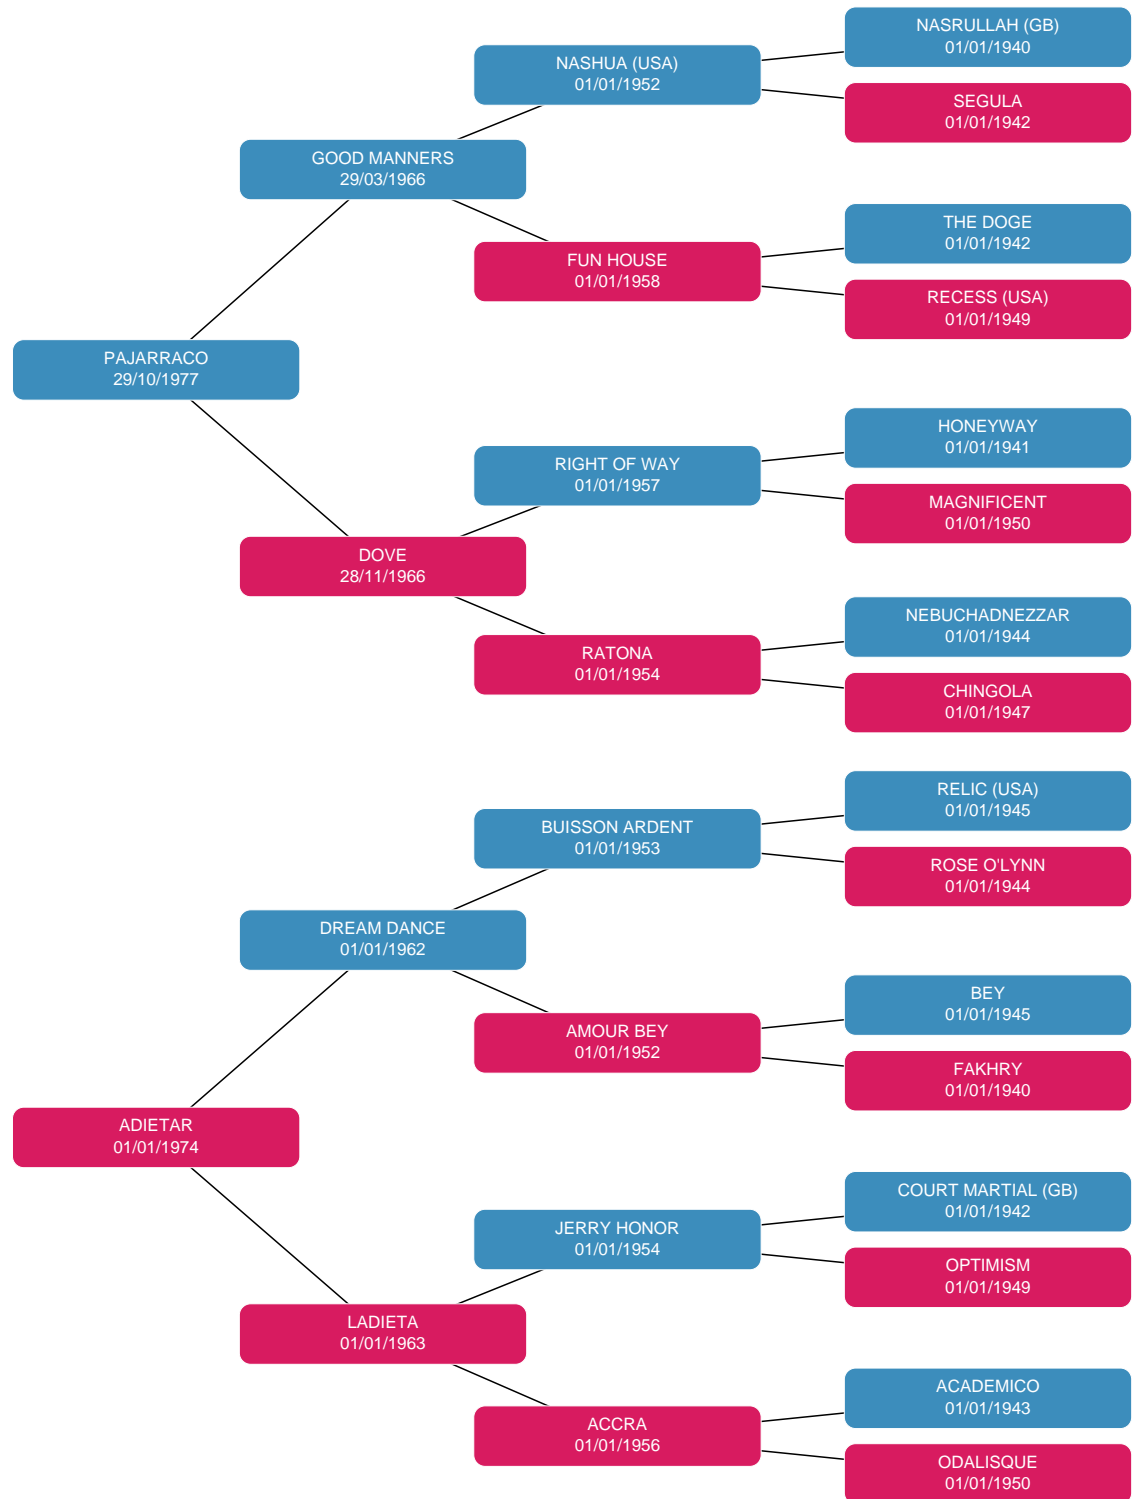 NASRULLAH (GB)
01/01/1940
NASHUA (USA)
01/01/1952
SEGULA
01/01/1942
GOOD MANNERS
29/03/1966
THE DOGE
01/01/1942
FUN HOUSE
01/01/1958
RECESS (USA)
01/01/1949
PAJARRACO
29/10/1977
HONEYWAY
01/01/1941
RIGHT OF WAY
01/01/1957
MAGNIFICENT
01/01/1950
DOVE
28/11/1966
NEBUCHADNEZZAR
01/01/1944
RATONA
01/01/1954
CHINGOLA
01/01/1947
RELIC (USA)
01/01/1945
BUISSON ARDENT
01/01/1953
ROSE O'LYNN
01/01/1944
DREAM DANCE
01/01/1962
BEY
01/01/1945
AMOUR BEY
01/01/1952
FAKHRY
01/01/1940
ADIETAR
01/01/1974
COURT MARTIAL (GB)
01/01/1942
JERRY HONOR
01/01/1954
OPTIMISM
01/01/1949
LADIETA
01/01/1963
ACADEMICO
01/01/1943
ACCRA
01/01/1956
ODALISQUE
01/01/1950